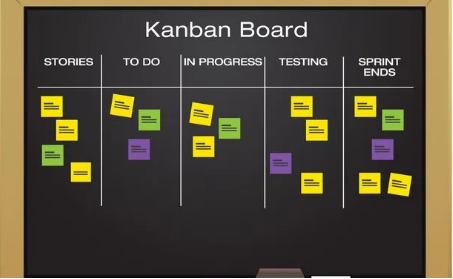 Kanban Board
STORIES
TO DO
IN PROGRESS
TESTING
SPRINT
ENDS